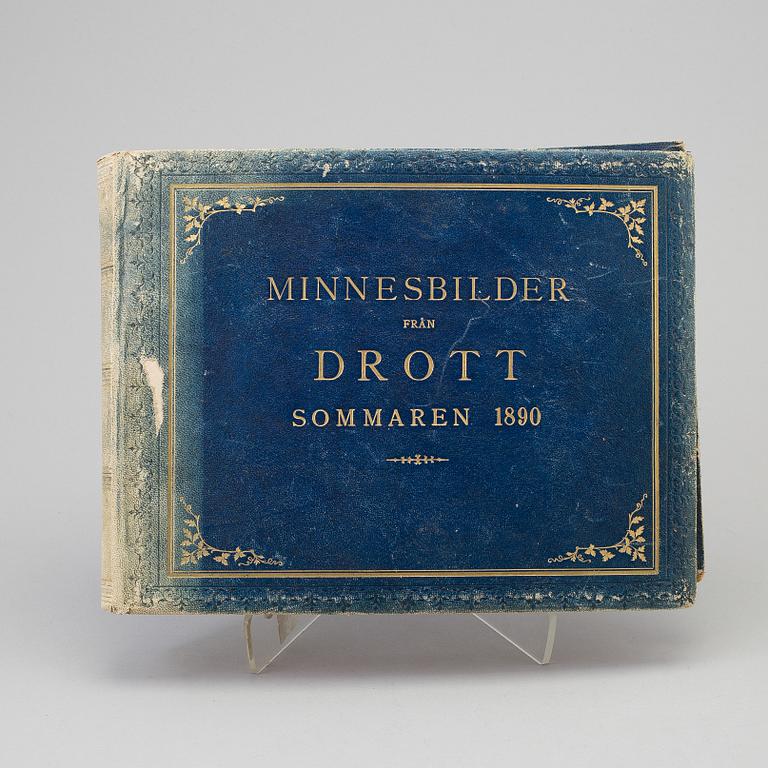 MINNESBILDER
FRÅN
DROTT
SOMMAREN 1890